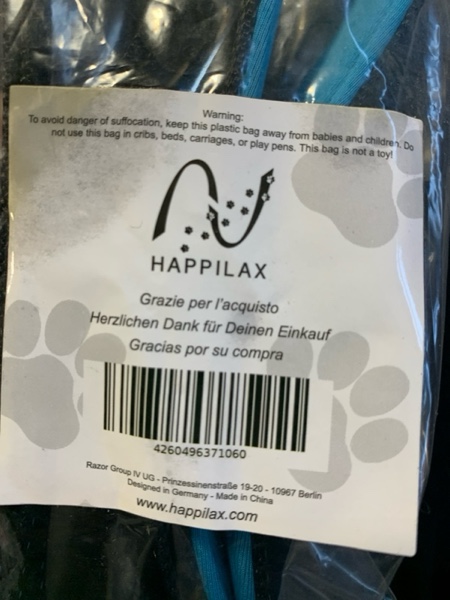 Warning:
To avoid danger of suffocation, keep this plastic bag away from babies and children. Do
not use this bag in cribs, beds, carriages, or play pens. This bag is not a toy!
HAPPILAX
Grazie per l'acquisto
Herzlichen Dank für Deinen Einkauf
Gracias por su compra
4260496371060
Razor Group IV UG - Prinzessinenstraße 19-20 - 10967 Berlin
Designed in Germany - Made in China
www.happilax.com